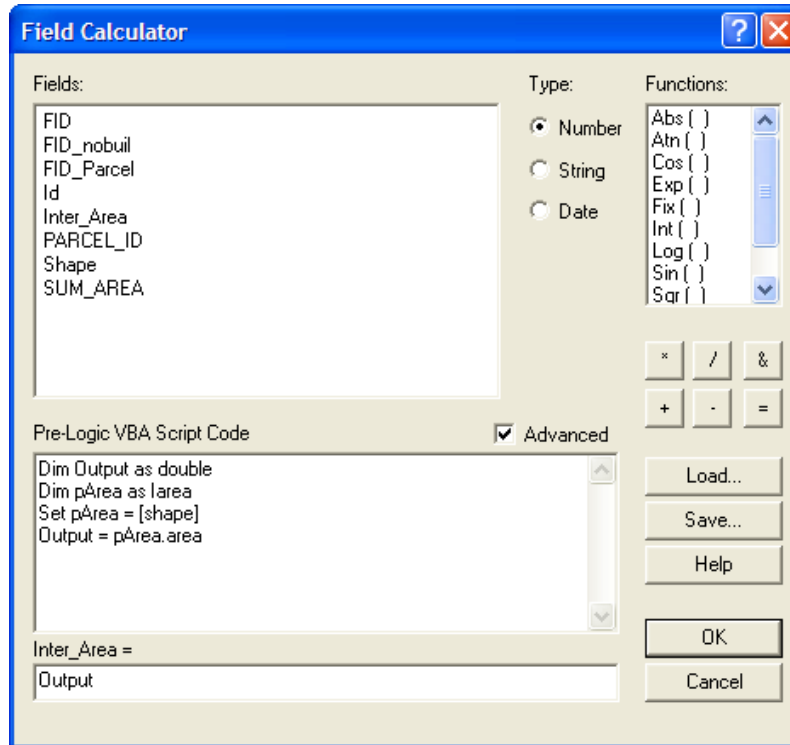 Field Calculator
Fields:
Type:
Functions:
FID
FID_nobuil
FID_Parcel
Id
Inter_Area
PARCEL_ID
Shape
SUM_AREA
Number
String
Date
Abs ( )
Atn ( )
Cos ( )
Exp ( )
Fix ( )
Int ( )
Log ( )
Sin ( )
Sqr ( )
* / &
+ - =
Pre-Logic VBA Script Code
Advanced
Dim Output as double
Dim pArea as Iarea
Set pArea = [shape]
Output = pArea.area
Load...
Save...
Help
Inter_Area =
Output
OK
Cancel